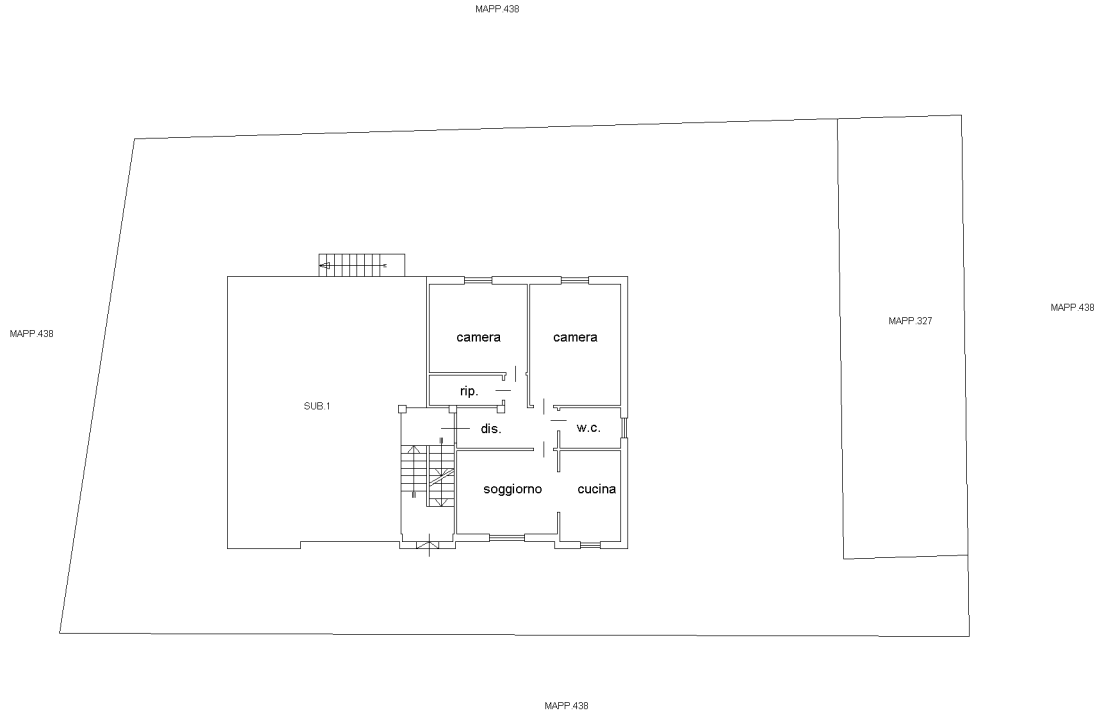 MAPP.438
MAPP.438
MAPP.327
MAPP.438
camera
camera
rip.
SUB.1
dis.
w.c.
soggiorno
cucina
MAPP.438